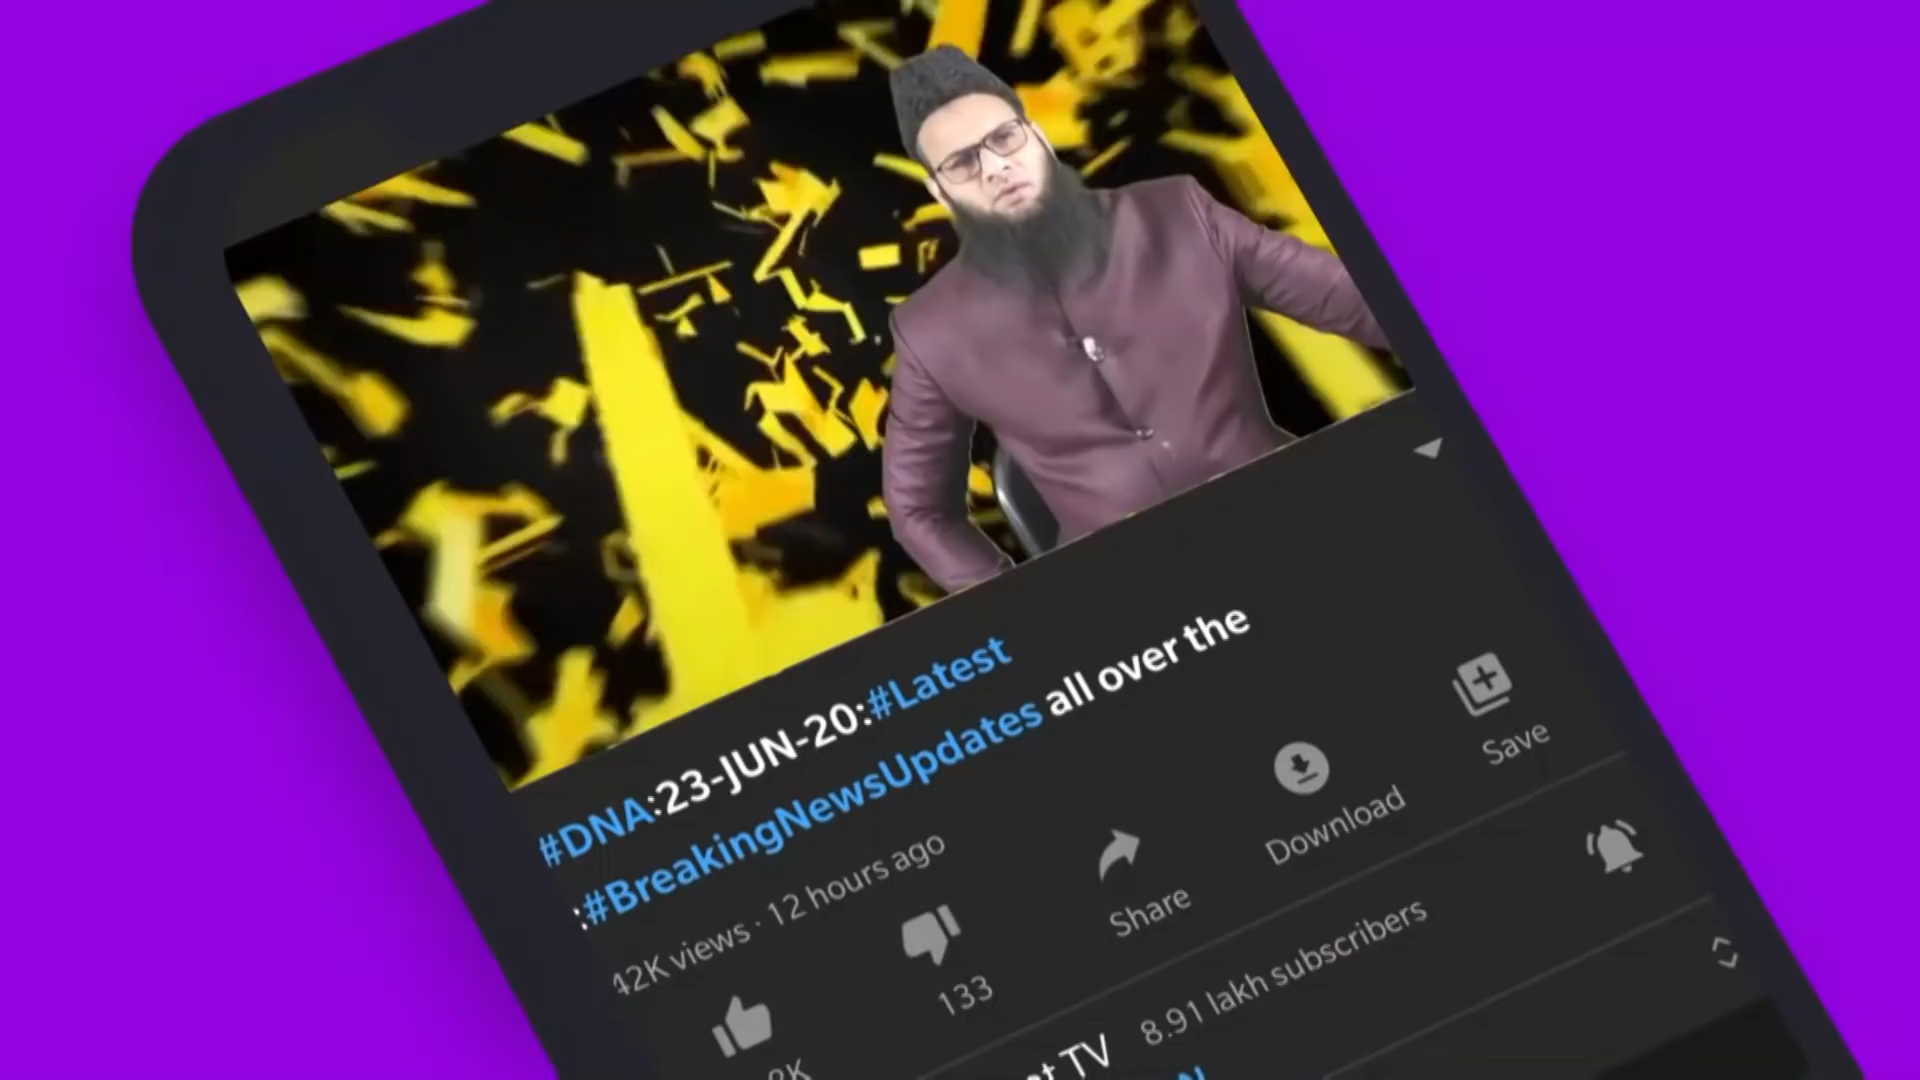 #DNA:23-JUN-20:#Latest
:#BreakingNewsUpdates all over the
42K views · 12 hours ago
133
Share
Download
Save
TV 8.91 lakh subscribers